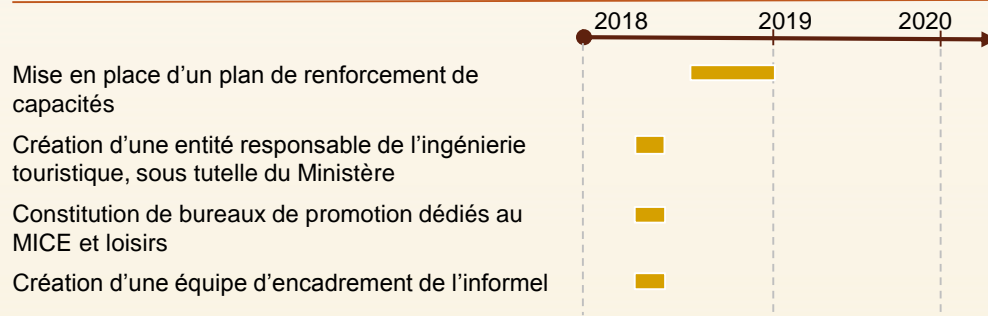 2018 2019 2020
Mise en place d’un plan de renforcement de
capacités
Création d’une entité responsable de l’ingénierie
touristique, sous tutelle du Ministère
Constitution de bureaux de promotion dédiés au
MICE et loisirs
Création d’une équipe d’encadrement de l’informel